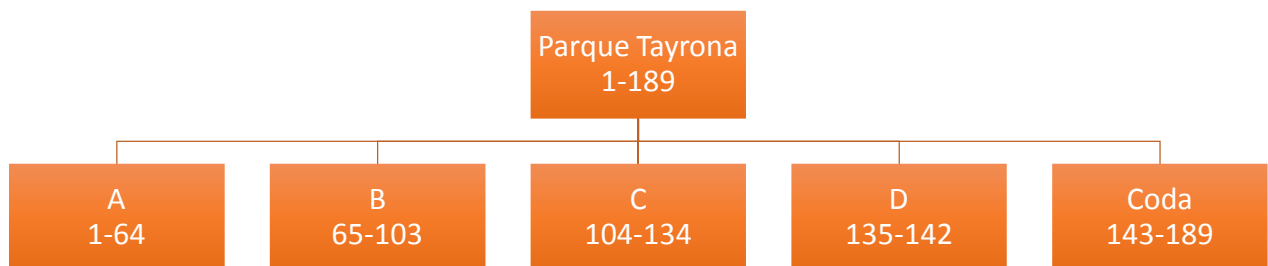 Parque Tayrona
1-189
A
1-64
B
65-103
C
104-134
D
135-142
Coda
143-189